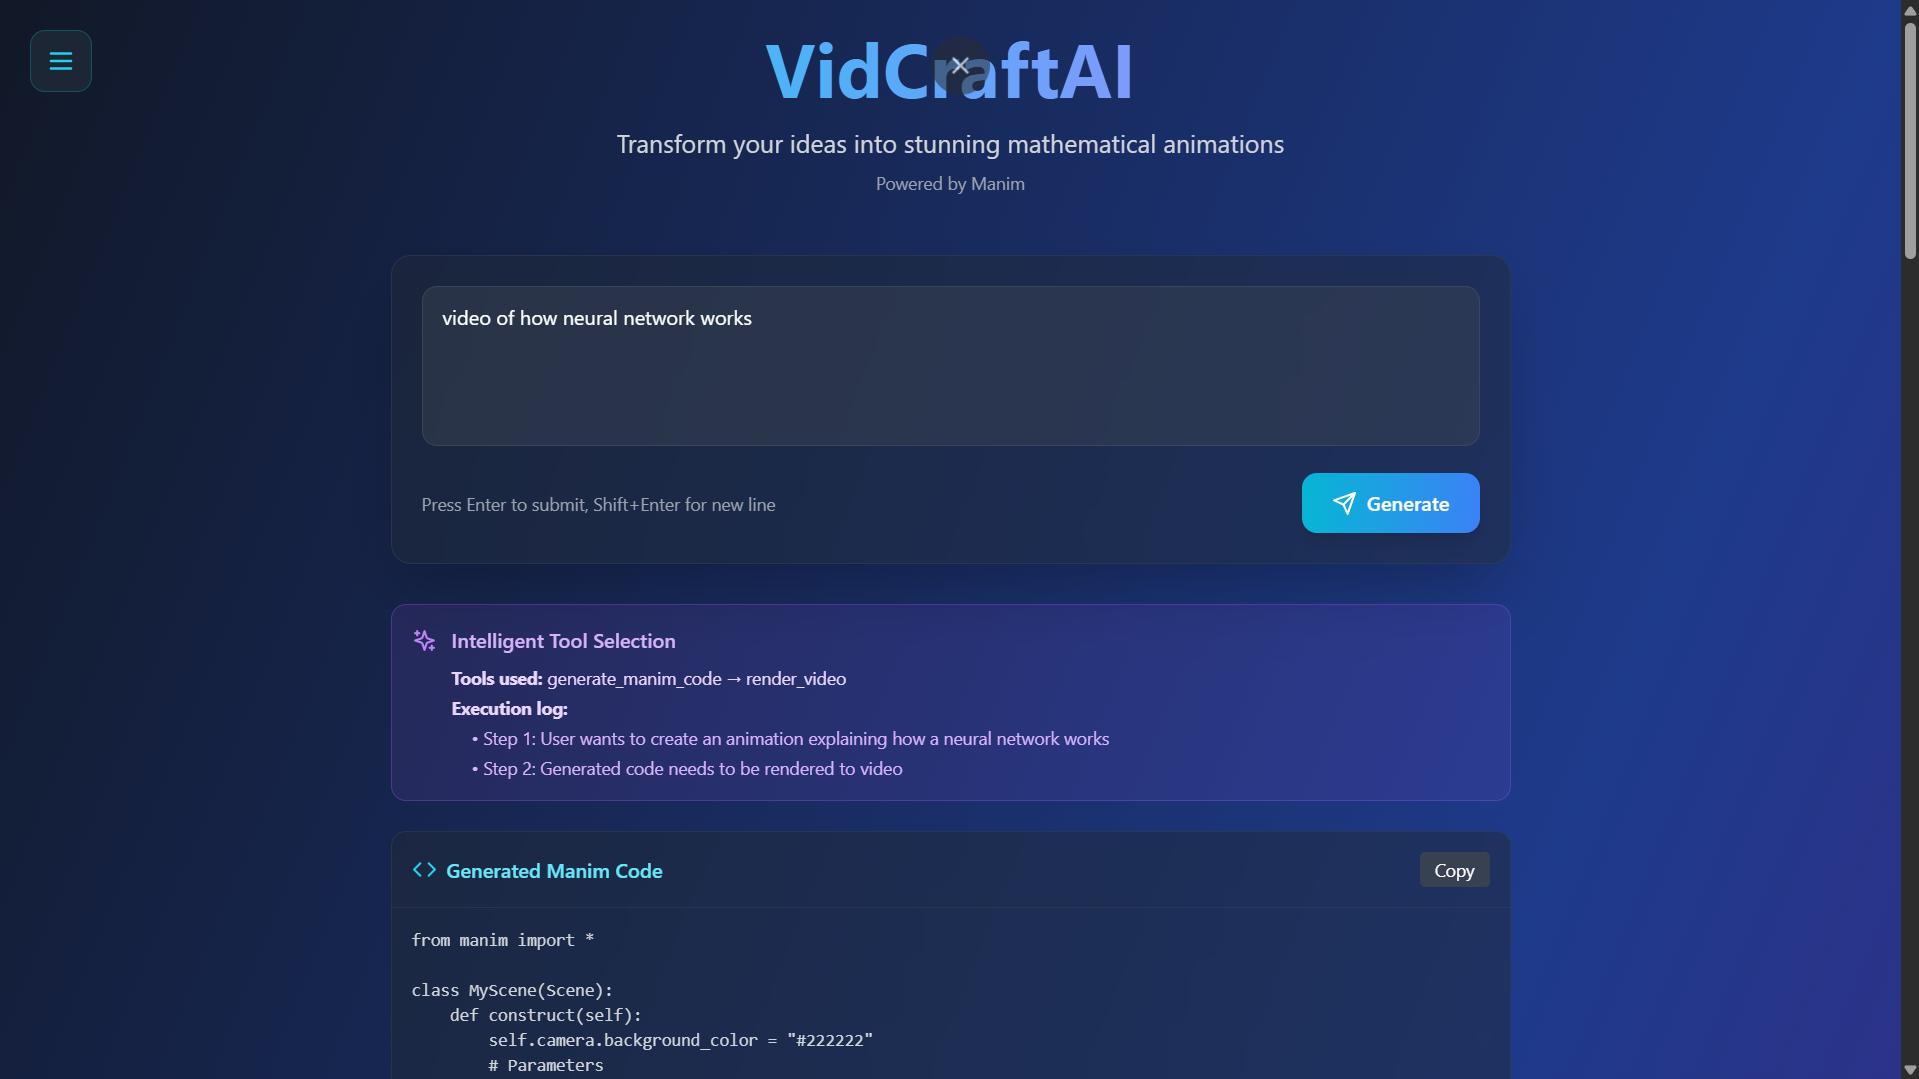 VidCraftAI
Transform your ideas into stunning mathematical animations
Powered by Manim
video of how neural network works
Press Enter to submit, Shift+Enter for new line
Generate
Intelligent Tool Selection
Tools used: generate_manim_code → render_video
Execution log:
• Step 1: User wants to create an animation explaining how a neural network works
• Step 2: Generated code needs to be rendered to video
Generated Manim Code
Copy
from manim import *
class MyScene(Scene):
    def construct(self):
        self.camera.background_color = "#222222"
        # Parameters